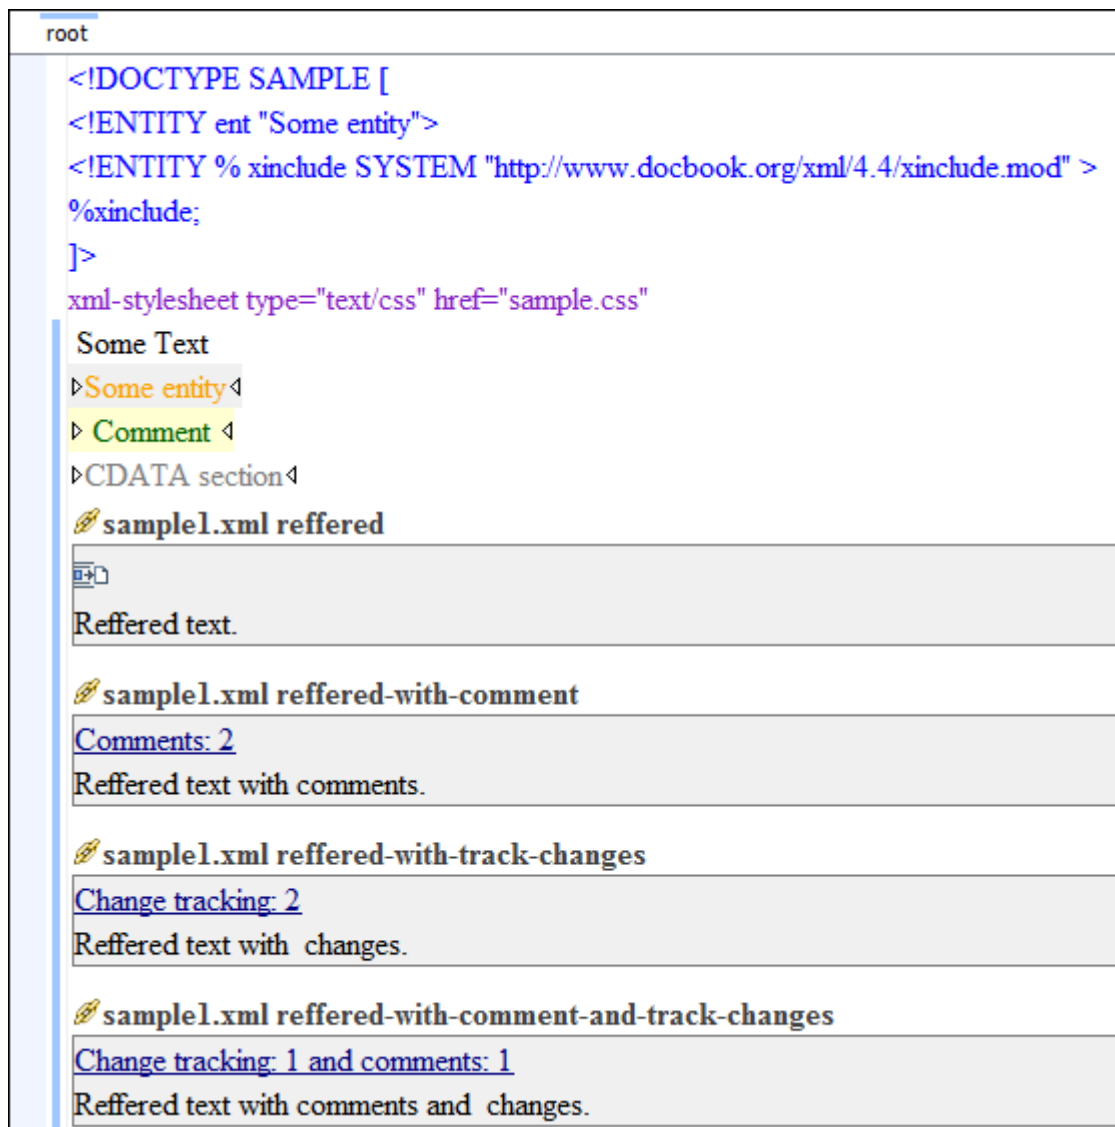 root
<!DOCTYPE SAMPLE [
<!ENTITY ent "Some entity">
<!ENTITY % xinclude SYSTEM "http://www.docbook.org/xml/4.4/xinclude.mod" >
%xinclude;
]>
xml-stylesheet type="text/css" href="sample.css"
Some Text
Some entity
Comment
CDATA section
sample1.xml reffered
Reffered text.
sample1.xml reffered-with-comment
Comments: 2
Reffered text with comments.
sample1.xml reffered-with-track-changes
Change tracking: 2
Reffered text with  changes.
sample1.xml reffered-with-comment-and-track-changes
Change tracking: 1 and comments: 1
Reffered text with comments and  changes.